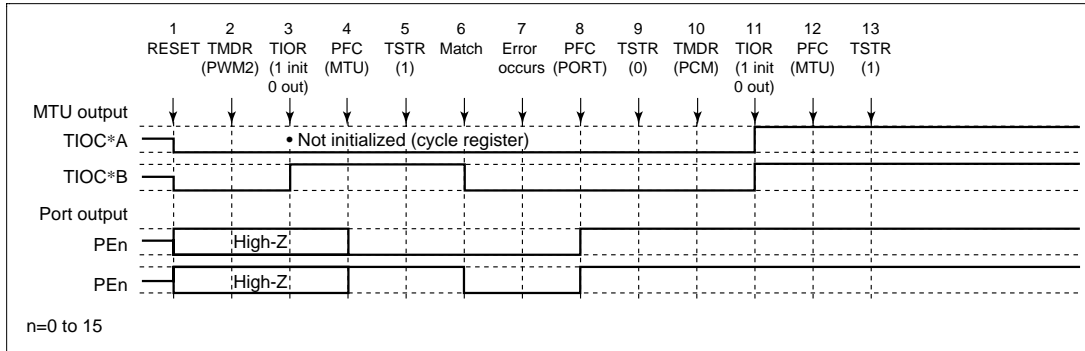 1 2 3 4 5 6 7 8 9 10 11 12 13
RESET TMDR TIOR PFC TSTR Match Error PFC TSTR TMDR TIOR PFC TSTR
(PWM2) (1 init (MTU) (1) occurs (PORT) (0) (PCM) (1 init (MTU) (1)
0 out) 0 out)
MTU output
TIOC*A • Not initialized (cycle register)
TIOC*B
Port output
PEn High-Z
PEn High-Z
n=0 to 15